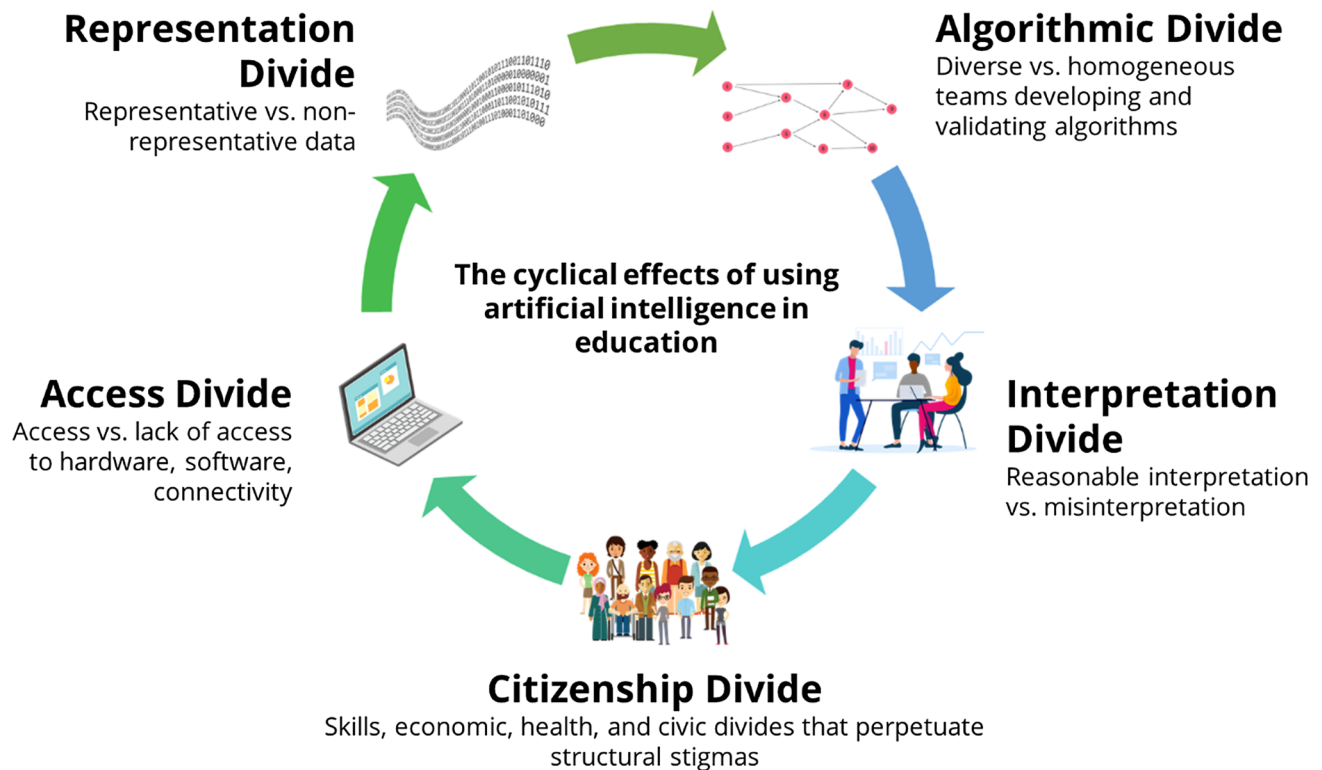 Representation
Divide
Representative vs. non-
representative data
Algorithmic Divide
Diverse vs. homogeneous
teams developing and
validating algorithms
The cyclical effects of using
artificial intelligence in
education
Access Divide
Access vs. lack of access
to hardware, software,
connectivity
Interpretation
Divide
Reasonable interpretation
vs. misinterpretation
Citizenship Divide
Skills, economic, health, and civic divides that perpetuate
structural stigmas